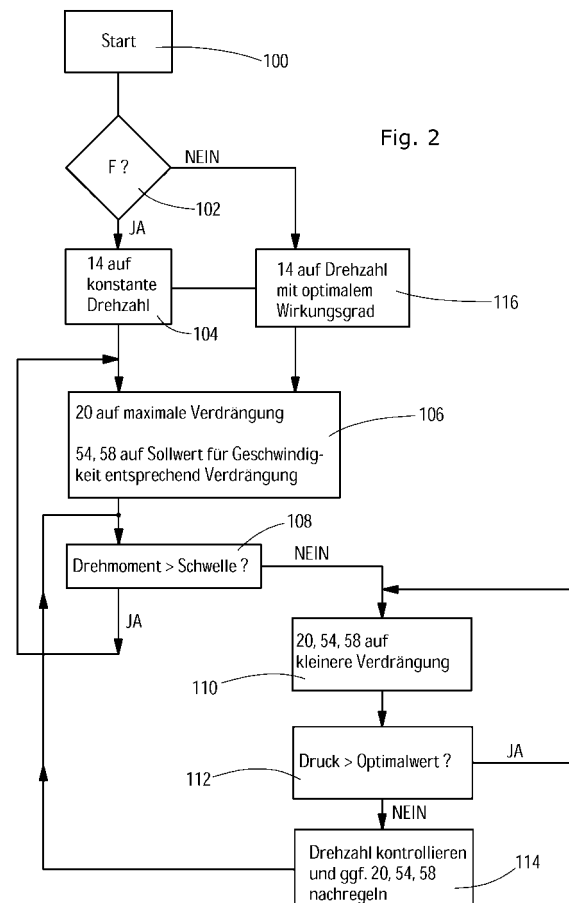 Start
100
Fig. 2
F ?
NEIN
102
JA
14 auf
konstante
Drehzahl
104
14 auf Drehzahl
mit optimalem
Wirkungsgrad
116
20 auf maximale Verdrängung
54, 58 auf Sollwert für Geschwindig-
keit entsprechend Verdrängung
106
108
Drehmoment > Schwelle ?
NEIN
JA
20, 54, 58 auf
kleinere Verdrängung
110
Druck > Optimalwert ?
JA
112
NEIN
Drehzahl kontrollieren
und ggf. 20, 54, 58
nachregeln
114